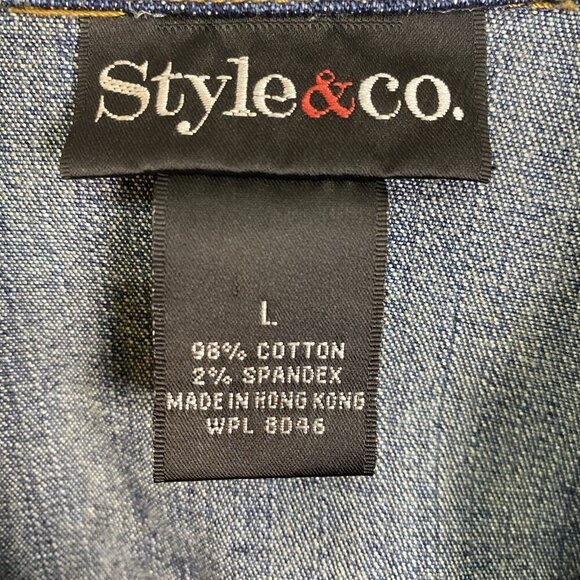 Style&co.
L
98% COTTON
2% SPANDEX
MADE IN HONG KONG
WPL 8046